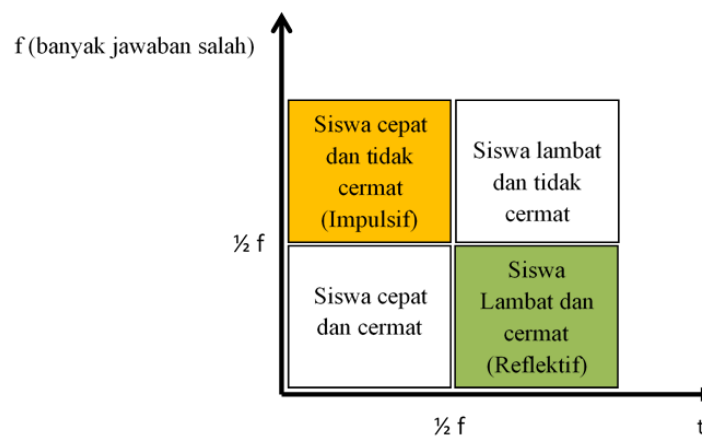 f (banyak jawaban salah)
Siswa cepat
dan tidak
cermat
(Impulsif)
Siswa lambat
dan tidak
cermat
½ f
Siswa cepat
dan cermat
Siswa
Lambat dan
cermat
(Reflektif)
½ f
t